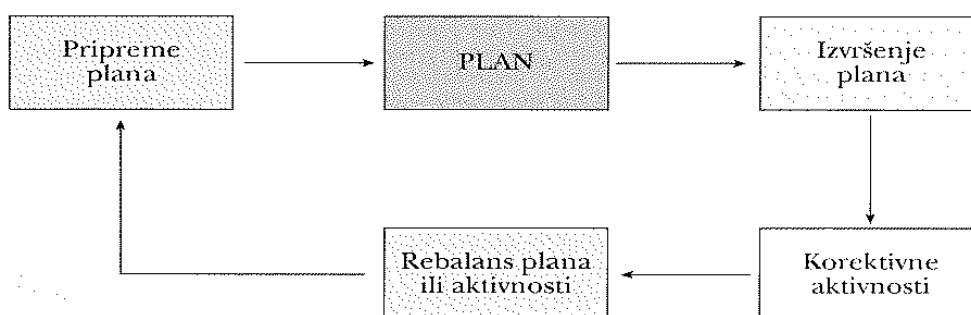 Pripreme
plana
PLAN
Izvršenje
plana
Rebalans plana
ili aktivnosti
Korektivne
aktivnosti